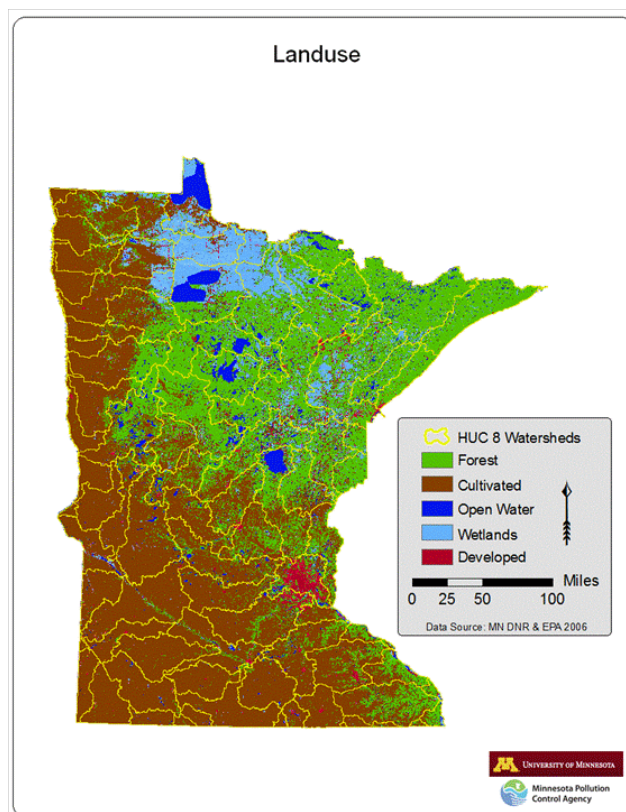 Landuse
HUC 8 Watersheds
Forest
Cultivated
Open Water
Wetlands
Developed
Miles
0 25 50 100
Data Source: MN DNR & EPA 2006
M UNIVERSITY OF MINNESOTA
Minnesota Pollution
Control Agency